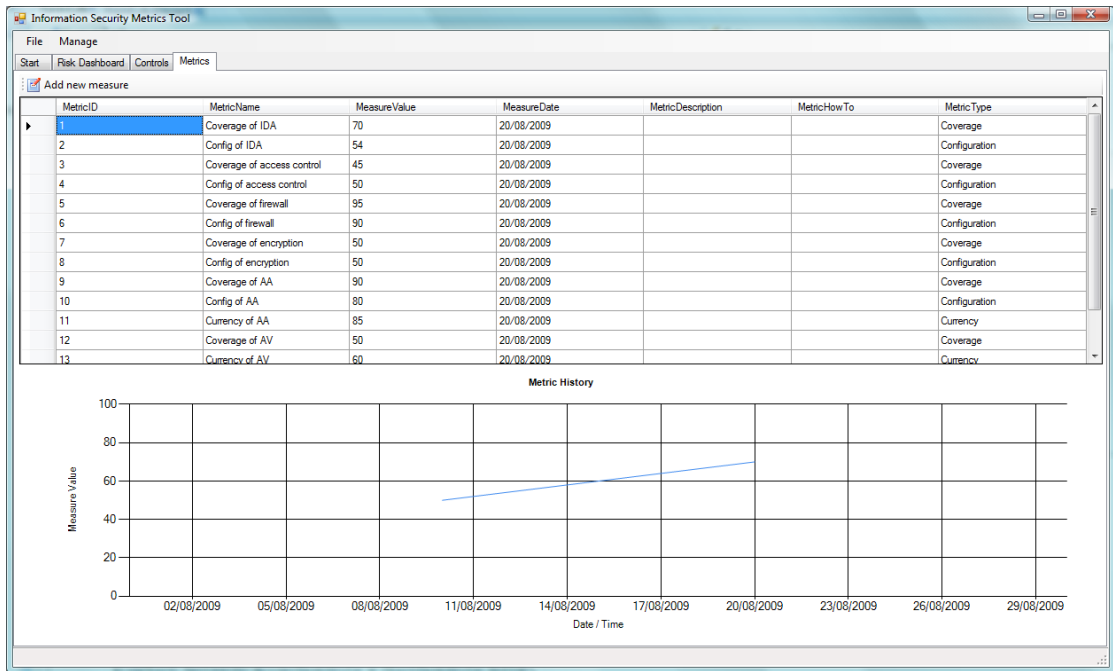 Information Security Metrics Tool
File Manage
Start Risk Dashboard Controls Metrics
Add new measure
MetricID MetricName MeasureValue MeasureDate MetricDescription MetricHowTo MetricType
1 Coverage of IDA 70 20/08/2009 Coverage
2 Config of IDA 54 20/08/2009 Configuration
3 Coverage of access control 45 20/08/2009 Coverage
4 Config of access control 50 20/08/2009 Configuration
5 Coverage of firewall 95 20/08/2009 Coverage
6 Config of firewall 90 20/08/2009 Configuration
7 Coverage of encryption 50 20/08/2009 Coverage
8 Config of encryption 50 20/08/2009 Configuration
9 Coverage of AA 90 20/08/2009 Coverage
10 Config of AA 80 20/08/2009 Configuration
11 Currency of AA 85 20/08/2009 Currency
12 Coverage of AV 50 20/08/2009 Coverage
13 Currency of AV 60 20/08/2009 Currency
Metric History
100
80
60
40
20
0
Measure Value
02/08/2009 05/08/2009 08/08/2009 11/08/2009 14/08/2009 17/08/2009 20/08/2009 23/08/2009 26/08/2009 29/08/2009
Date / Time